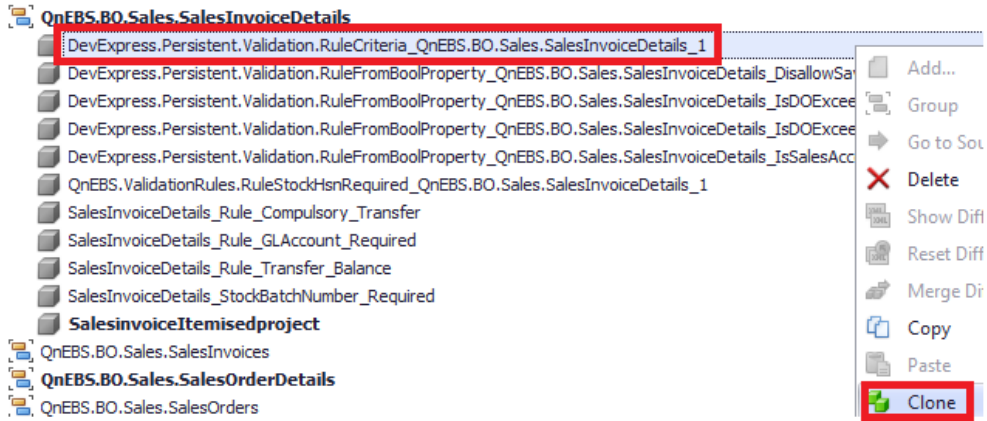 QnEBS.BO.Sales.SalesInvoiceDetails
DevExpress.Persistent.Validation.RuleCriteria_QnEBS.BO.Sales.SalesInvoiceDetails_1
DevExpress.Persistent.Validation.RuleFromBoolProperty_QnEBS.BO.Sales.SalesInvoiceDetails_DisallowSa
Add...
DevExpress.Persistent.Validation.RuleFromBoolProperty_QnEBS.BO.Sales.SalesInvoiceDetails_IsDOExcee
Group
DevExpress.Persistent.Validation.RuleFromBoolProperty_QnEBS.BO.Sales.SalesInvoiceDetails_IsDOExcee
Go to Sou
DevExpress.Persistent.Validation.RuleFromBoolProperty_QnEBS.BO.Sales.SalesInvoiceDetails_IsSalesAcc
QnEBS.ValidationRules.RuleStockHsnRequired_QnEBS.BO.Sales.SalesInvoiceDetails_1
Delete
SalesInvoiceDetails_Rule_Compulsory_Transfer
Show Diff
SalesInvoiceDetails_Rule_GLAccount_Required
Reset Diff
SalesInvoiceDetails_Rule_Transfer_Balance
Merge Di
SalesInvoiceDetails_StockBatchNumber_Required
SalesinvoiceItemisedproject
Copy
QnEBS.BO.Sales.SalesInvoices
Paste
QnEBS.BO.Sales.SalesOrderDetails
Clone
QnEBS.BO.Sales.SalesOrders